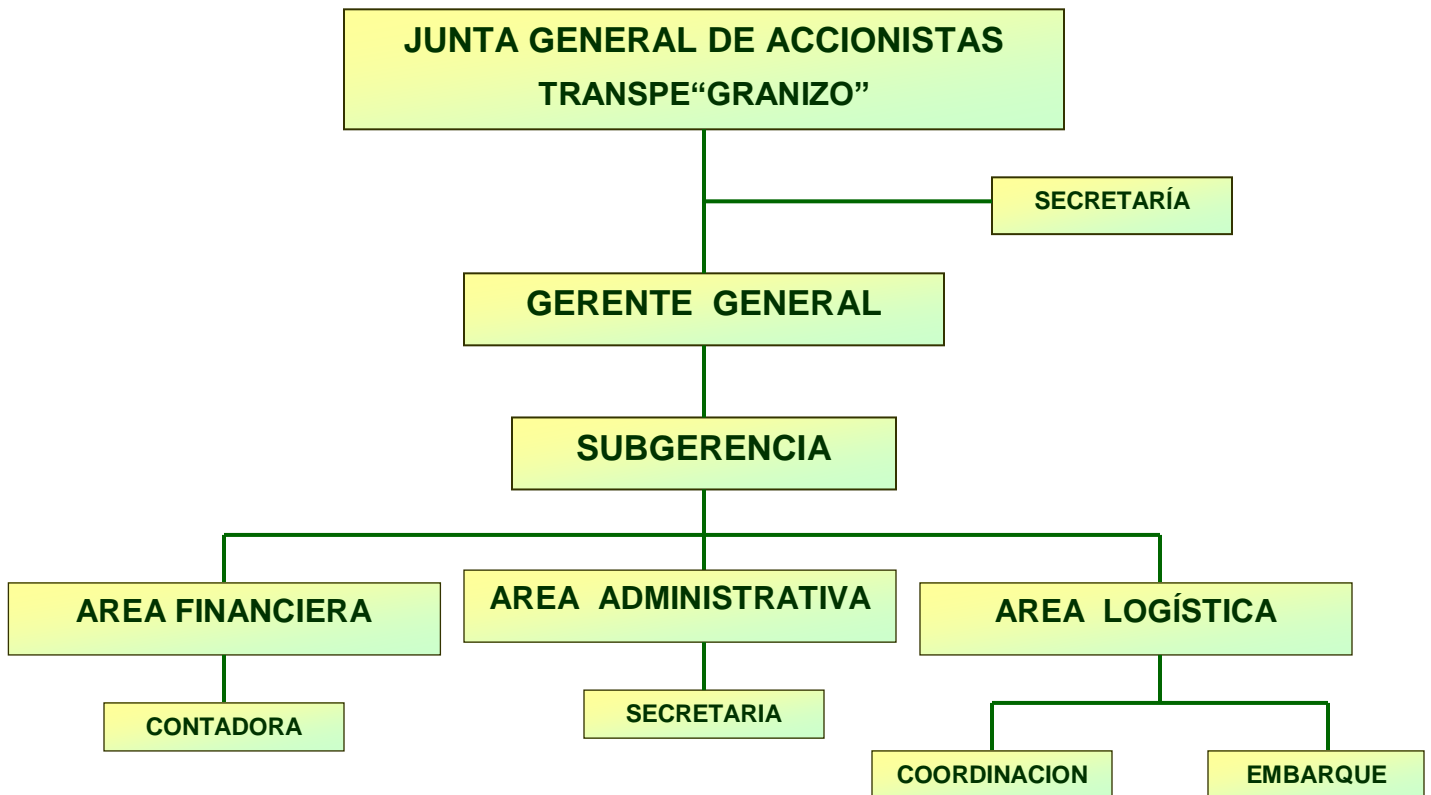 JUNTA GENERAL DE ACCIONISTAS
TRANSPE“GRANIZO”
SECRETARÍA
GERENTE GENERAL
SUBGERENCIA
AREA FINANCIERA
AREA ADMINISTRATIVA
AREA LOGÍSTICA
CONTADORA
SECRETARIA
COORDINACION
EMBARQUE